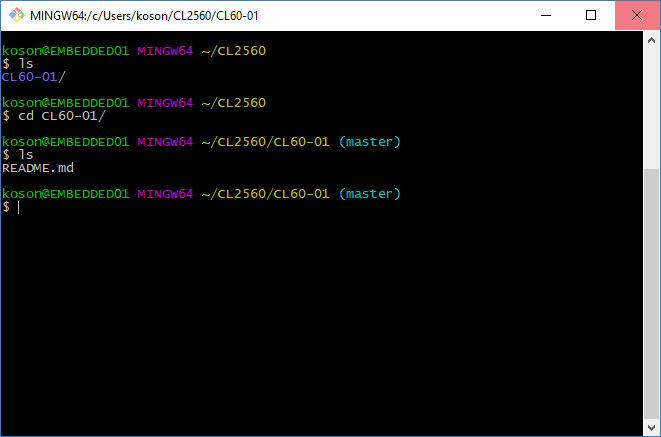 MINGW64:/c/Users/koson/CL2560/CL60-01
koson@EMBEDDED01 MINGW64 ~/CL2560
$ ls
CL60-01/
koson@EMBEDDED01 MINGW64 ~/CL2560
$ cd CL60-01/
koson@EMBEDDED01 MINGW64 ~/CL2560/CL60-01 (master)
$ ls
README.md
koson@EMBEDDED01 MINGW64 ~/CL2560/CL60-01 (master)
$